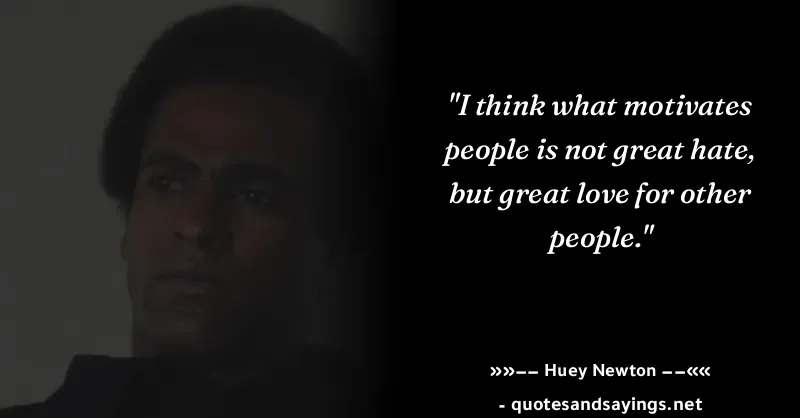 "I think what motivates
people is not great hate,
but great love for other
people."
»»–– Huey Newton ––««
- quotesandsayings.net